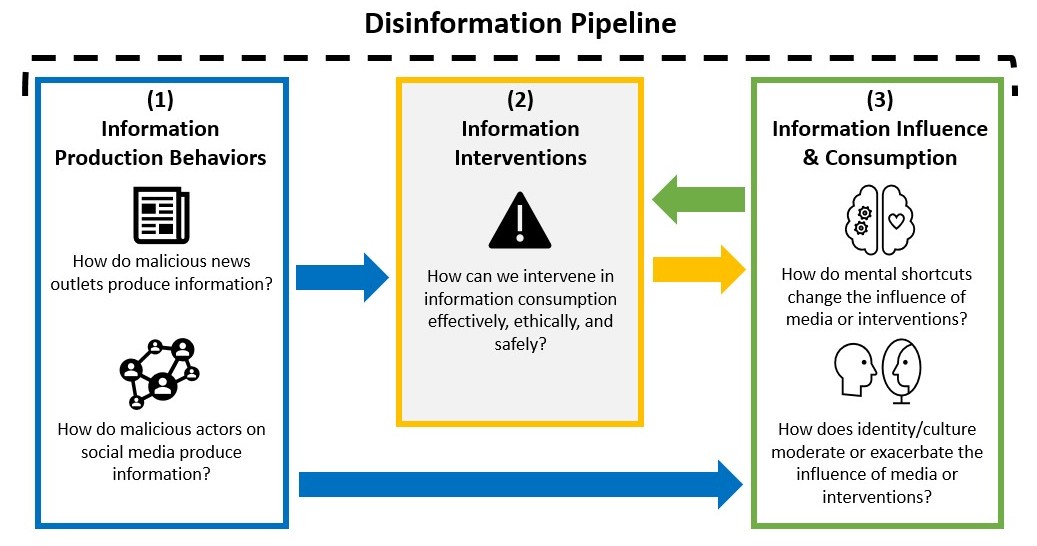 Disinformation Pipeline
(1)
Information
Production Behaviors
How do malicious news
outlets produce information?
How do malicious actors on
social media produce
information?
(2)
Information
Interventions
How can we intervene in
information consumption
effectively, ethically, and
safely?
(3)
Information Influence
& Consumption
How do mental shortcuts
change the influence of
media or interventions?
How does identity/culture
moderate or exacerbate the
influence of media or
interventions?